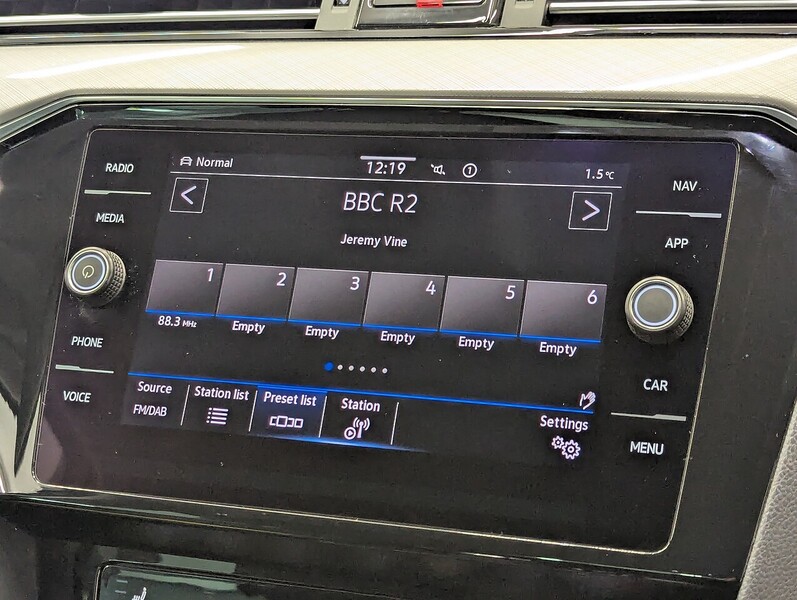 Normal
12:19
1
1.5°C
BBC R2
Jeremy Vine
1 2 3 4 5 6
88.3 MHz Empty Empty Empty Empty Empty
Source
FM/DAB
Station list
Preset list
Station
Settings
RADIO
MEDIA
PHONE
VOICE
NAV
APP
CAR
MENU